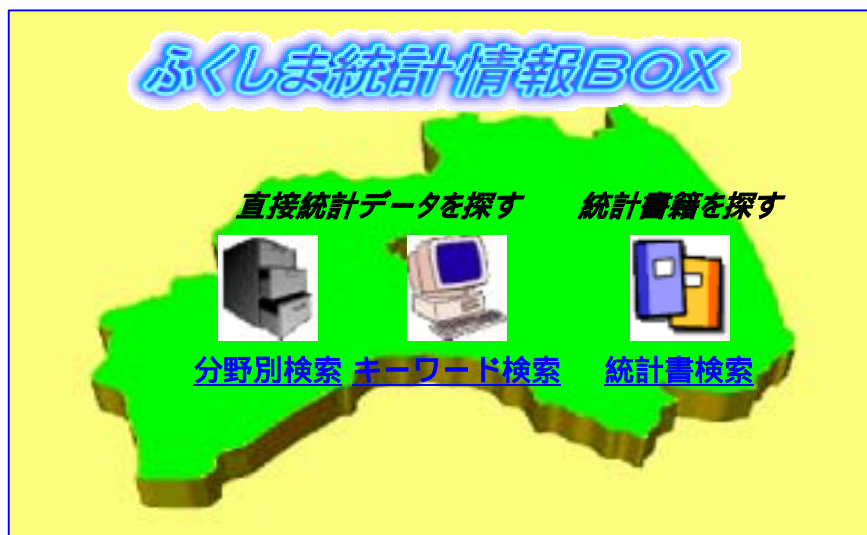 ふくしま統計情報BOX
直接統計データを探す 統計書籍を探す
分野別検索 キーワード検索 統計書検索